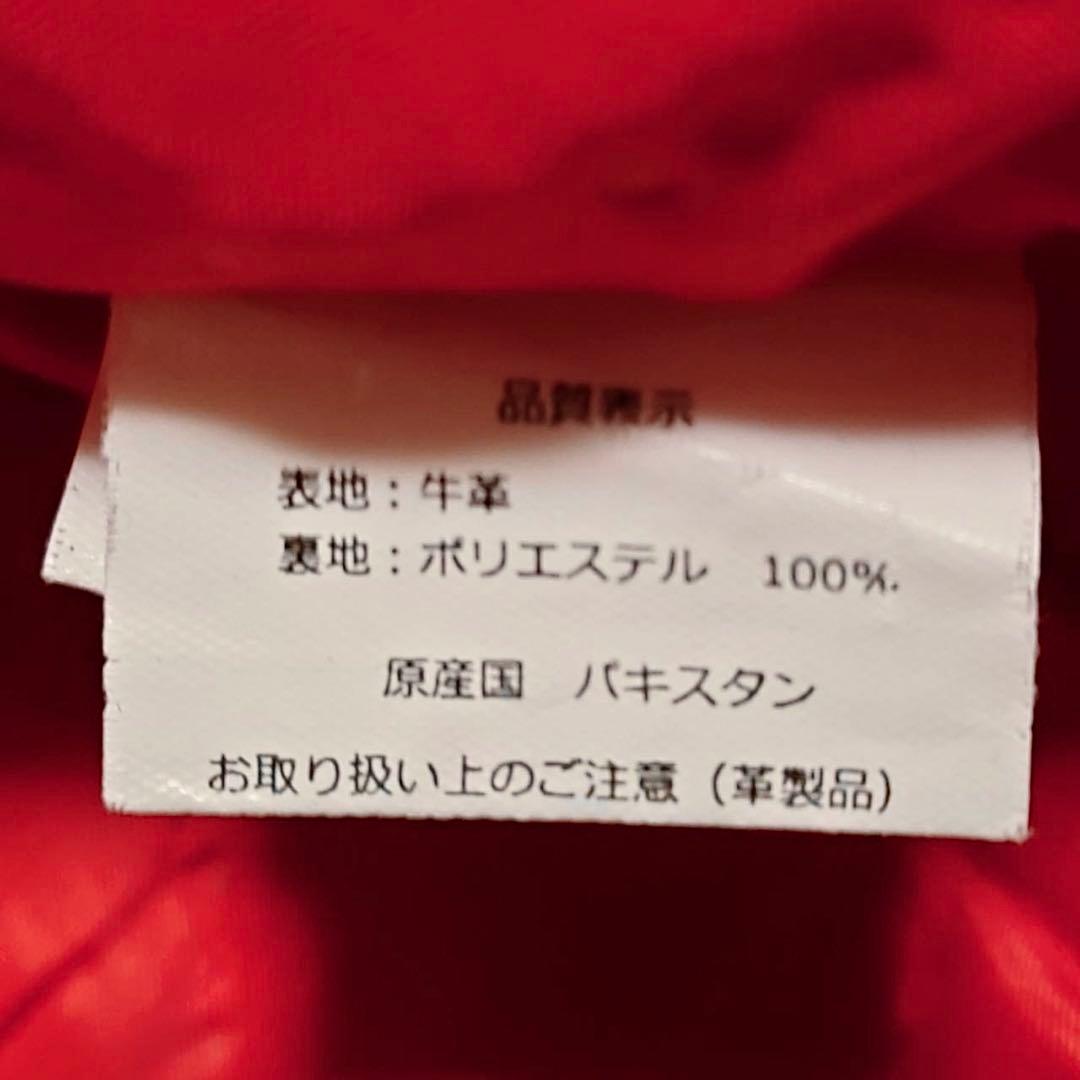 品質表示
表地：牛革
裏地：ポリエステル　100%.
原産国　パキスタン
お取り扱い上のご注意（革製品）